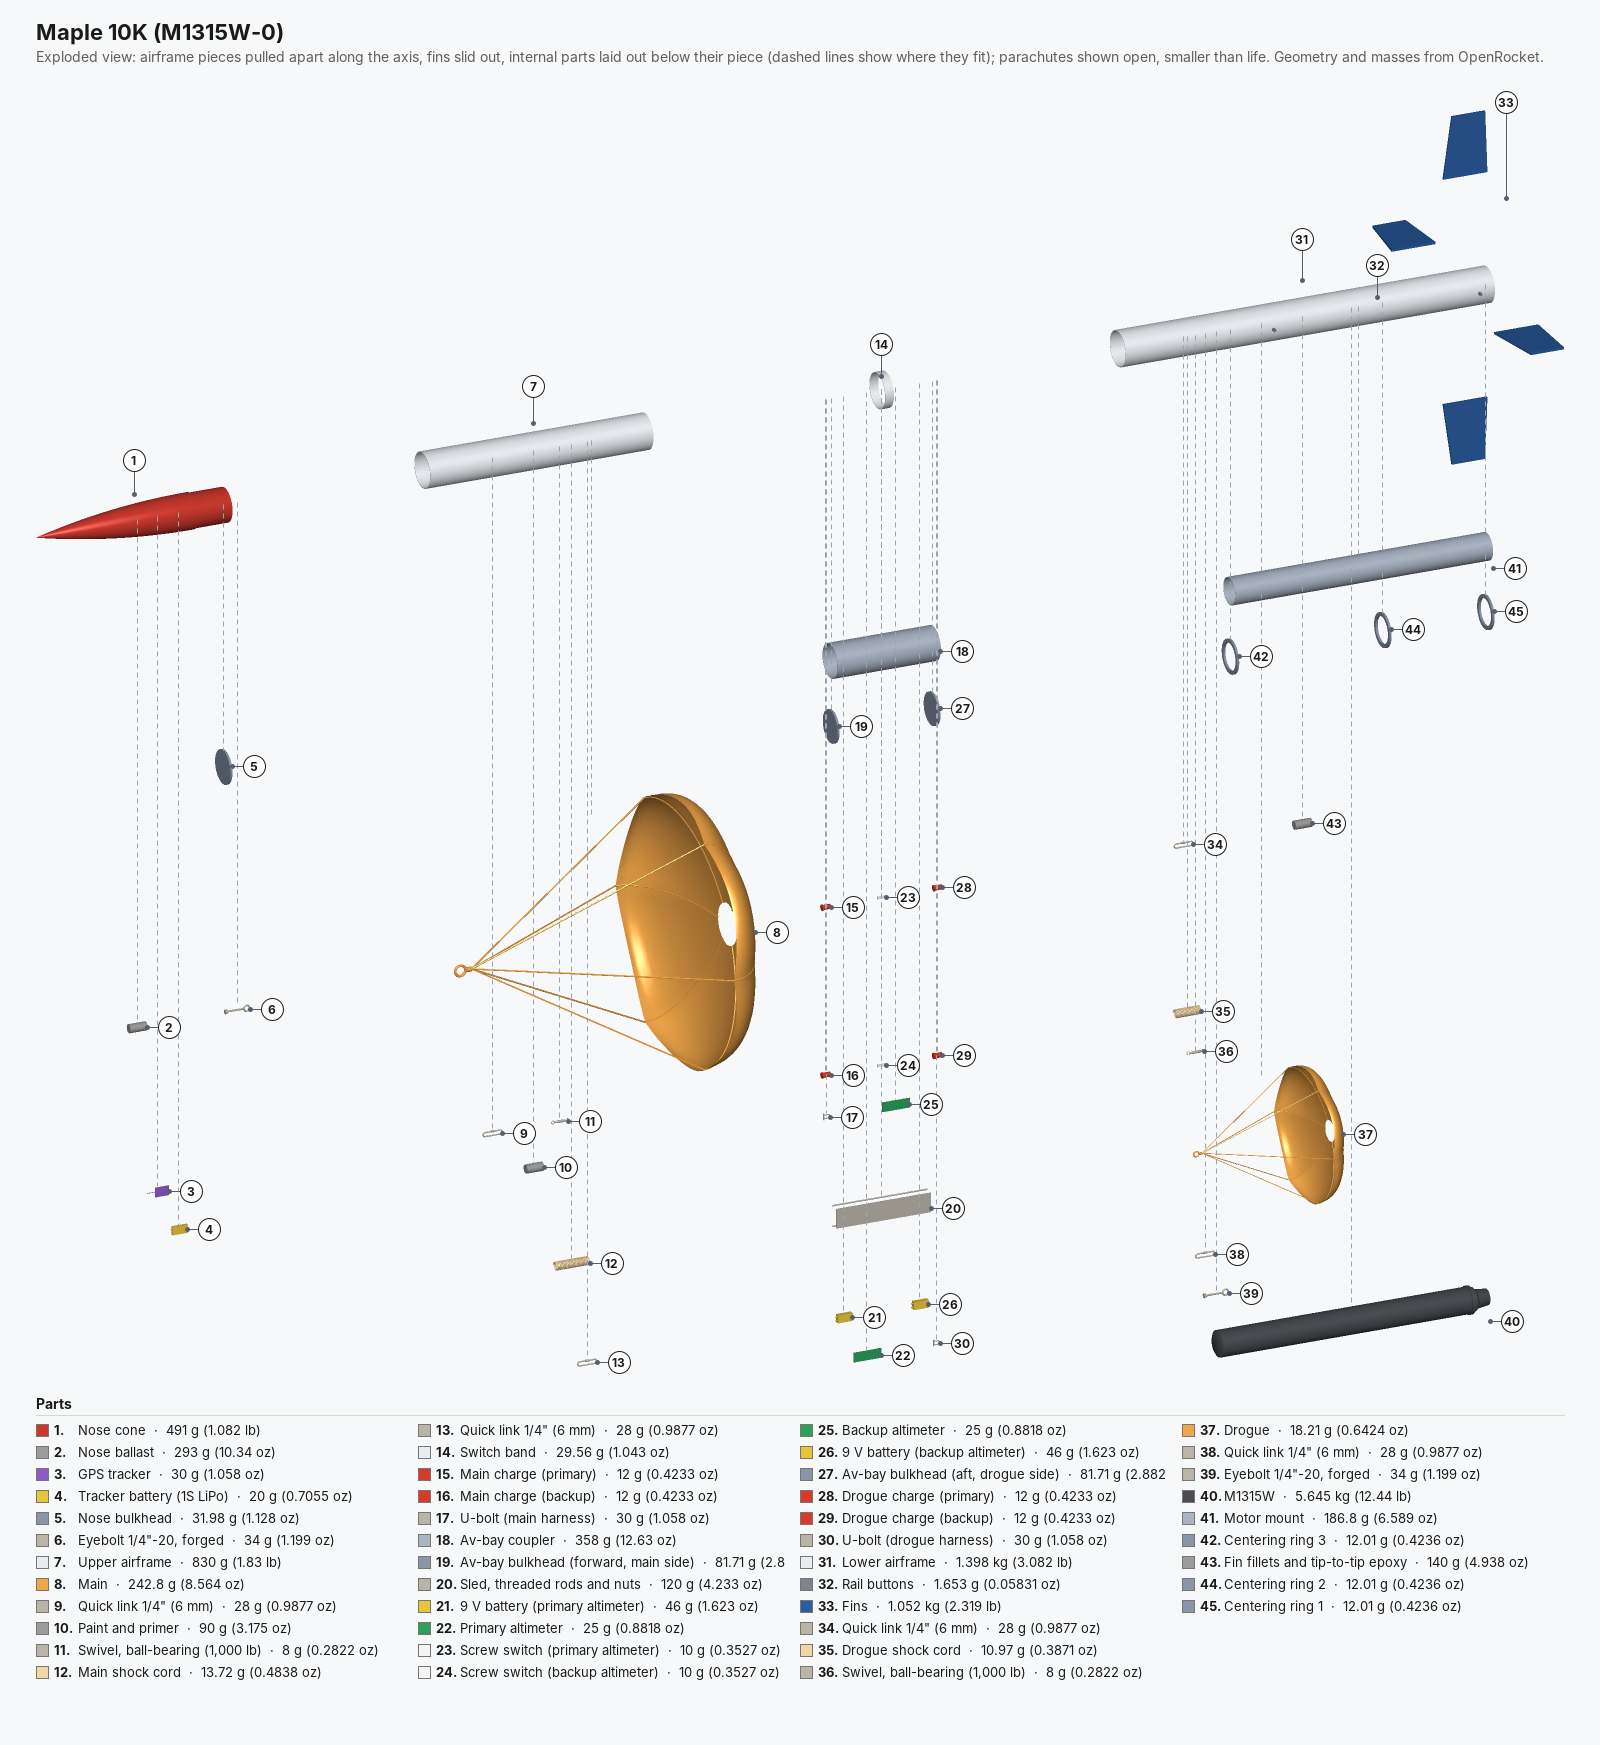 Maple 10K (M1315W-0)
Exploded view: airframe pieces pulled apart along the axis, fins slid out, internal parts laid out below their piece (dashed lines show where they fit); parachutes shown open, smaller than life. Geometry and masses from OpenRocket.
33
31
32
14
7
1
41
45
44
42
18
27
19
5
43
34
8
28
23
15
6
35
2
36
29
24
16
25
17
11
9
37
10
3
20
4
38
12
39
26
21
40
30
22
13
Parts
1. Nose cone · 491 g (1.082 lb)
2. Nose ballast · 293 g (10.34 oz)
3. GPS tracker · 30 g (1.058 oz)
4. Tracker battery (1S LiPo) · 20 g (0.7055 oz)
5. Nose bulkhead · 31.98 g (1.128 oz)
6. Eyebolt 1/4"-20, forged · 34 g (1.199 oz)
7. Upper airframe · 830 g (1.83 lb)
8. Main · 242.8 g (8.564 oz)
9. Quick link 1/4" (6 mm) · 28 g (0.9877 oz)
10. Paint and primer · 90 g (3.175 oz)
11. Swivel, ball-bearing (1,000 lb) · 8 g (0.2822 oz)
12. Main shock cord · 13.72 g (0.4838 oz)
13. Quick link 1/4" (6 mm) · 28 g (0.9877 oz)
14. Switch band · 29.56 g (1.043 oz)
15. Main charge (primary) · 12 g (0.4233 oz)
16. Main charge (backup) · 12 g (0.4233 oz)
17. U-bolt (main harness) · 30 g (1.058 oz)
18. Av-bay coupler · 358 g (12.63 oz)
19. Av-bay bulkhead (forward, main side) · 81.71 g (2.8
20. Sled, threaded rods and nuts · 120 g (4.233 oz)
21. 9 V battery (primary altimeter) · 46 g (1.623 oz)
22. Primary altimeter · 25 g (0.8818 oz)
23. Screw switch (primary altimeter) · 10 g (0.3527 oz)
24. Screw switch (backup altimeter) · 10 g (0.3527 oz)
25. Backup altimeter · 25 g (0.8818 oz)
26. 9 V battery (backup altimeter) · 46 g (1.623 oz)
27. Av-bay bulkhead (aft, drogue side) · 81.71 g (2.882
28. Drogue charge (primary) · 12 g (0.4233 oz)
29. Drogue charge (backup) · 12 g (0.4233 oz)
30. U-bolt (drogue harness) · 30 g (1.058 oz)
31. Lower airframe · 1.398 kg (3.082 lb)
32. Rail buttons · 1.653 g (0.05831 oz)
33. Fins · 1.052 kg (2.319 lb)
34. Quick link 1/4" (6 mm) · 28 g (0.9877 oz)
35. Drogue shock cord · 10.97 g (0.3871 oz)
36. Swivel, ball-bearing (1,000 lb) · 8 g (0.2822 oz)
37. Drogue · 18.21 g (0.6424 oz)
38. Quick link 1/4" (6 mm) · 28 g (0.9877 oz)
39. Eyebolt 1/4"-20, forged · 34 g (1.199 oz)
40. M1315W · 5.645 kg (12.44 lb)
41. Motor mount · 186.8 g (6.589 oz)
42. Centering ring 3 · 12.01 g (0.4236 oz)
43. Fin fillets and tip-to-tip epoxy · 140 g (4.938 oz)
44. Centering ring 2 · 12.01 g (0.4236 oz)
45. Centering ring 1 · 12.01 g (0.4236 oz)